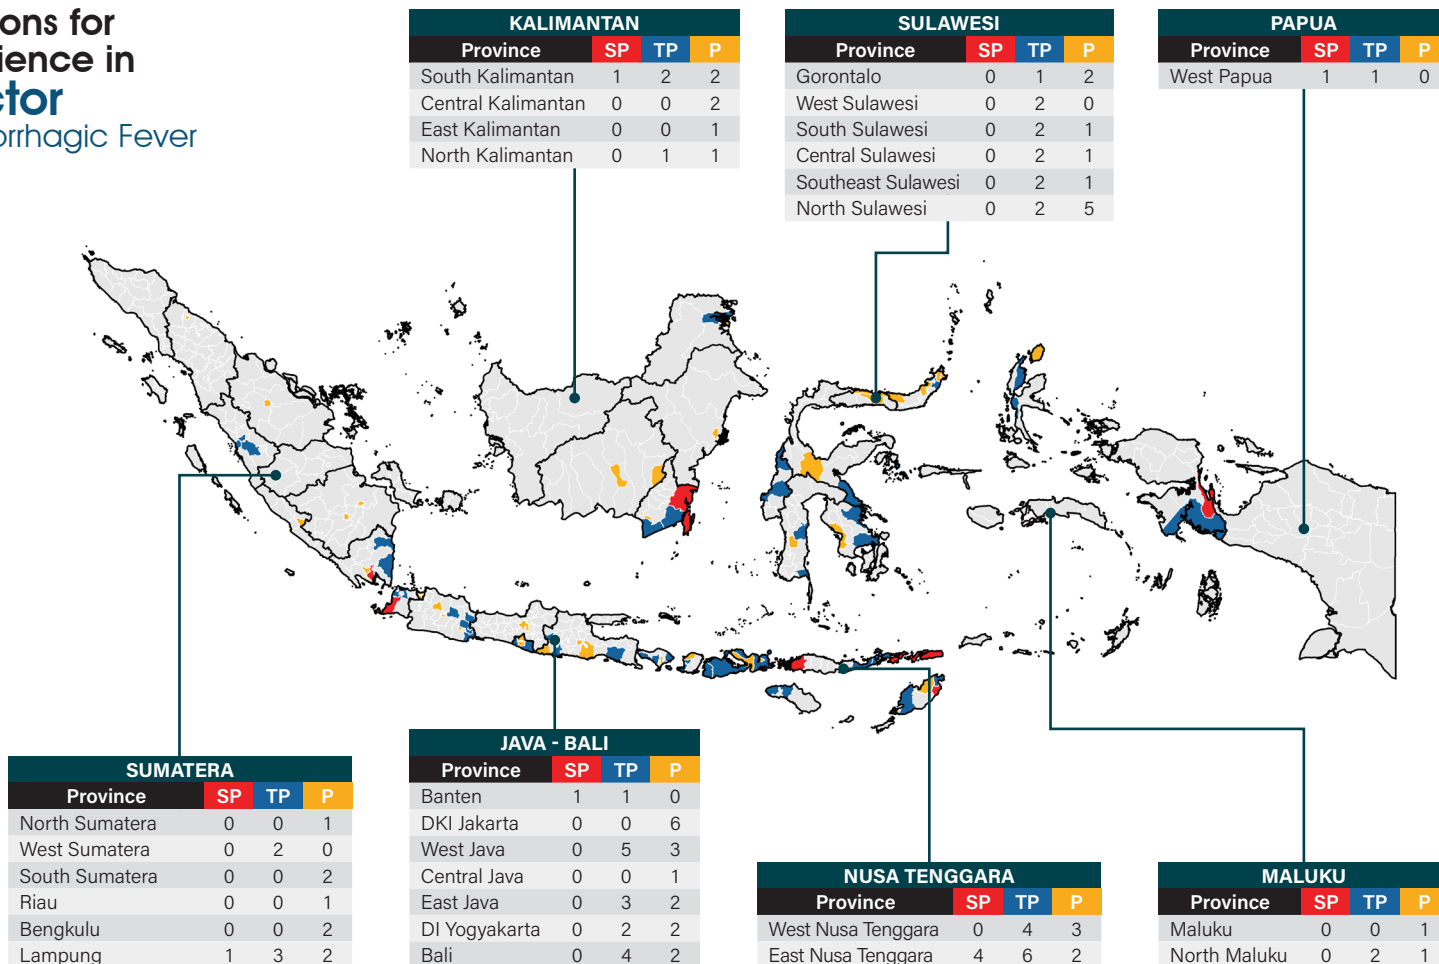 ons for
ience in
ctor
orrhagic Fever
KALIMANTAN
Province SP TP P
South Kalimantan 1 2 2
Central Kalimantan 0 0 2
East Kalimantan 0 0 1
North Kalimantan 0 1 1
SULAWESI
Province SP TP P
Gorontalo 0 1 2
West Sulawesi 0 2 0
South Sulawesi 0 2 1
Central Sulawesi 0 2 1
Southeast Sulawesi 0 2 1
North Sulawesi 0 2 5
PAPUA
Province SP TP P
West Papua 1 1 0
SUMATERA
Province SP TP P
North Sumatera 0 0 1
West Sumatera 0 2 0
South Sumatera 0 0 2
Riau 0 0 1
Bengkulu 0 0 2
Lampung 1 3 2
JAVA - BALI
Province SP TP P
Banten 1 1 0
DKI Jakarta 0 0 6
West Java 0 5 3
Central Java 0 0 1
East Java 0 3 2
DI Yogyakarta 0 2 2
Bali 0 4 2
NUSA TENGGARA
Province SP TP P
West Nusa Tenggara 0 4 3
East Nusa Tenggara 4 6 2
MALUKU
Province SP TP P
Maluku 0 0 1
North Maluku 0 2 1